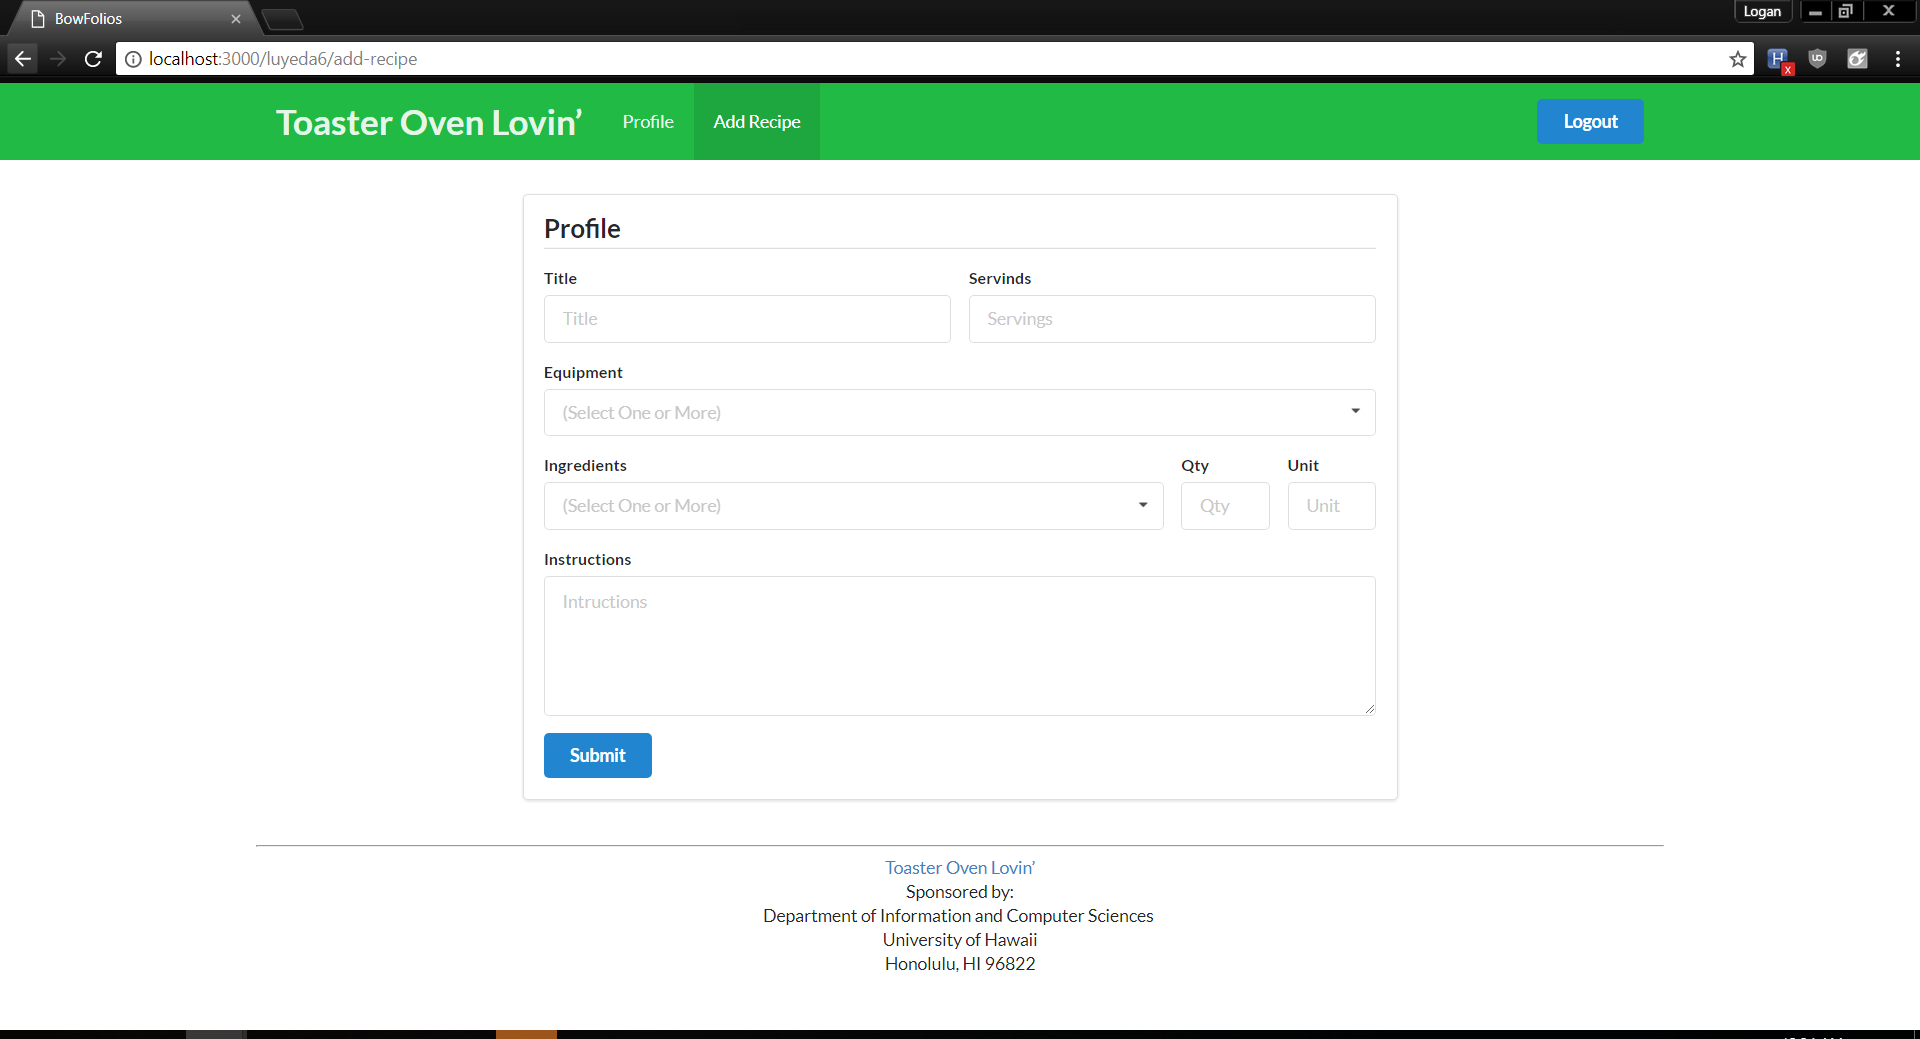 BowFolios
Logan
localhost:3000/luyeda6/add-recipe
Toaster Oven Lovin’ Profile Add Recipe Logout
Profile
Title Servinds
Title Servings
Equipment
(Select One or More)
Ingredients Qty Unit
(Select One or More) Qty Unit
Instructions
Intructions
Submit
Toaster Oven Lovin’
Sponsored by:
Department of Information and Computer Sciences
University of Hawaii
Honolulu, HI 96822